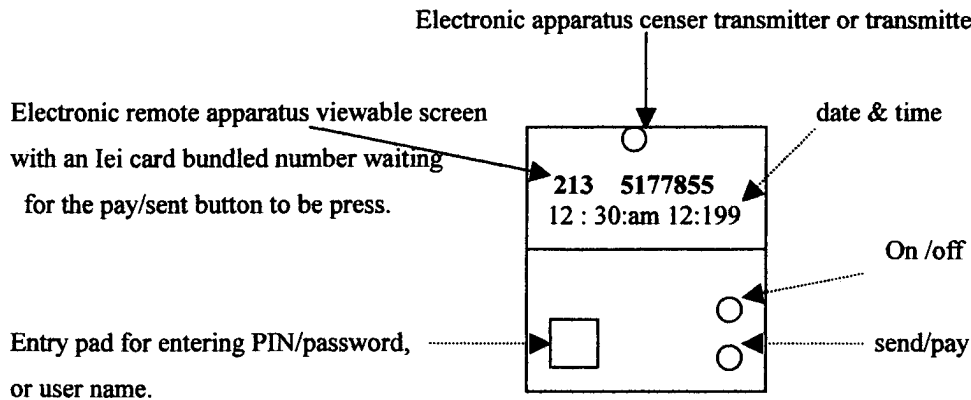 Electronic apparatus censer transmitter or transmitte
Electronic remote apparatus viewable screen
with an Iei card bundled number waiting
for the pay/sent button to be press.
date & time
213 5177855
12 : 30:am 12:199
On /off
Entry pad for entering PIN/password,
or user name.
send/pay